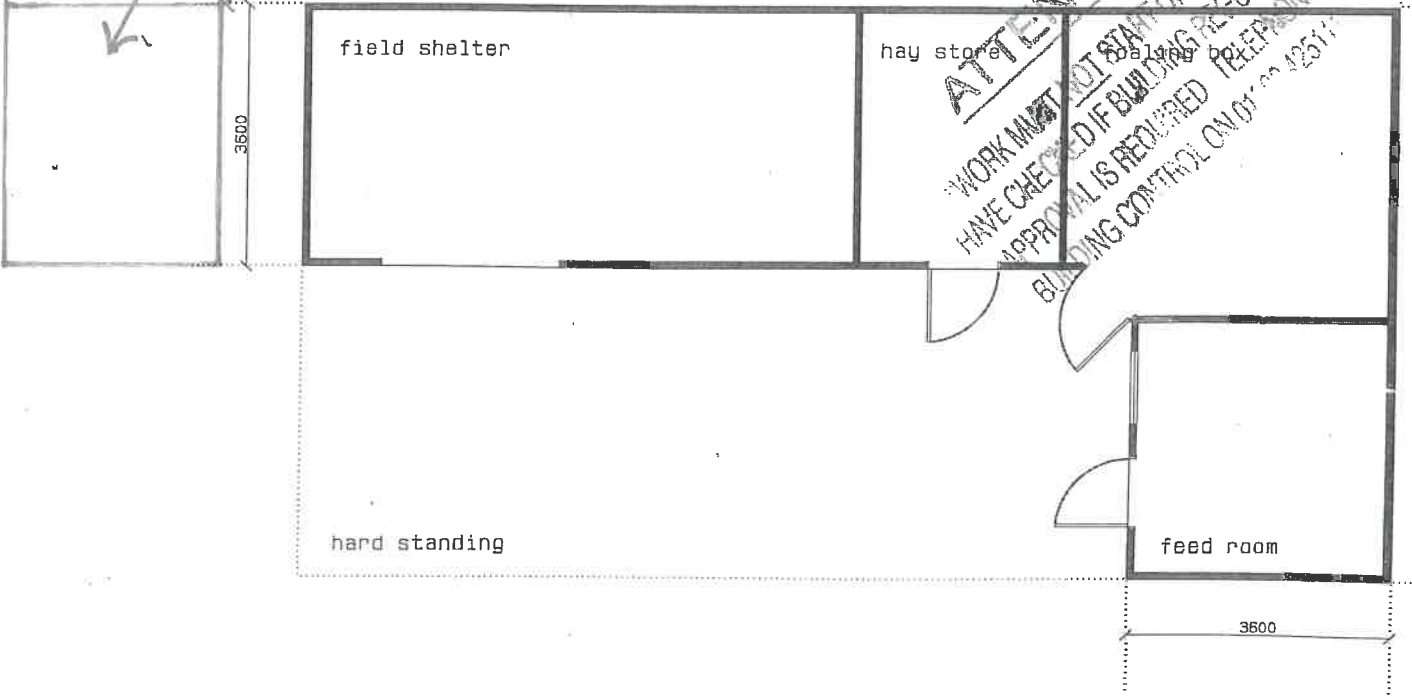 field shelter
hay store
foaling box
3600
hard standing
feed room
3600
WORK MUST NOT START
HAVE CHECKED IF BUILDING
APPROVAL IS REQUIRED TELEPHONE
BUILDING CONTROL ON